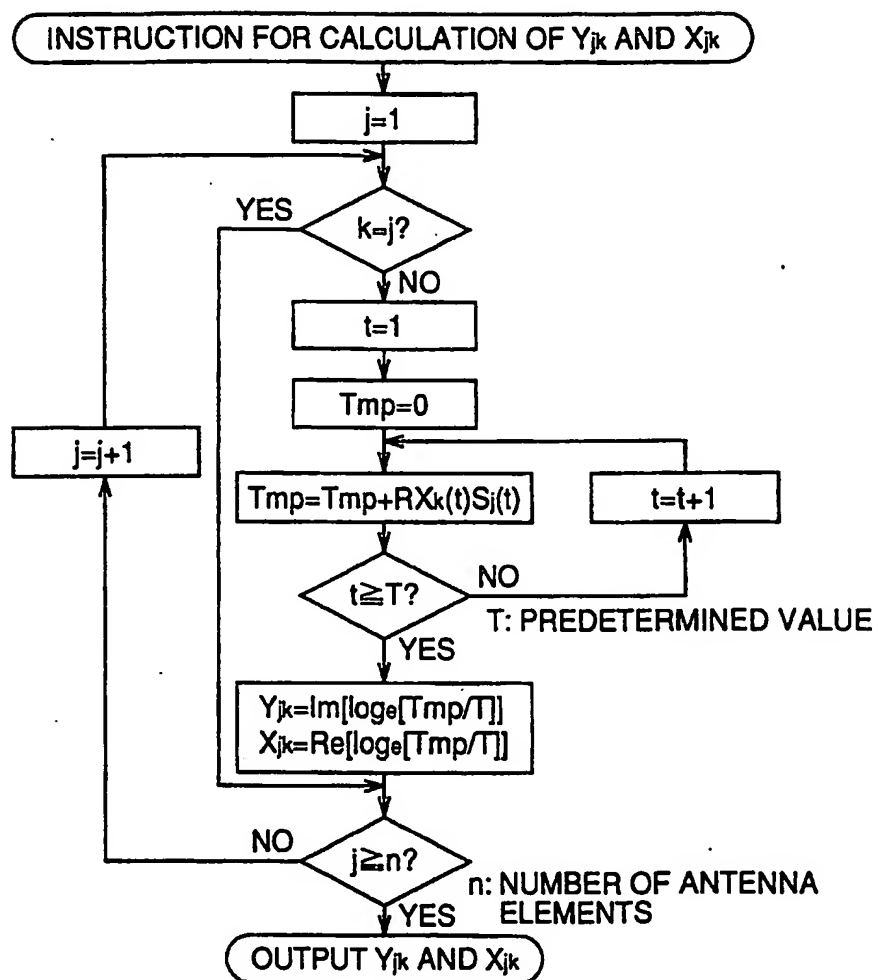 INSTRUCTION FOR CALCULATION OF Yjk AND Xjk
j=1
YES
k=j?
NO
t=1
Tmp=0
j=j+1
Tmp=Tmp+RXk(t)Sj(t)
t=t+1
t≧T?
NO
T: PREDETERMINED VALUE
YES
Yjk=Im[loge[Tmp/T]]
Xjk=Re[loge[Tmp/T]]
NO
j≧n?
n: NUMBER OF ANTENNA
ELEMENTS
YES
OUTPUT Yjk AND Xjk